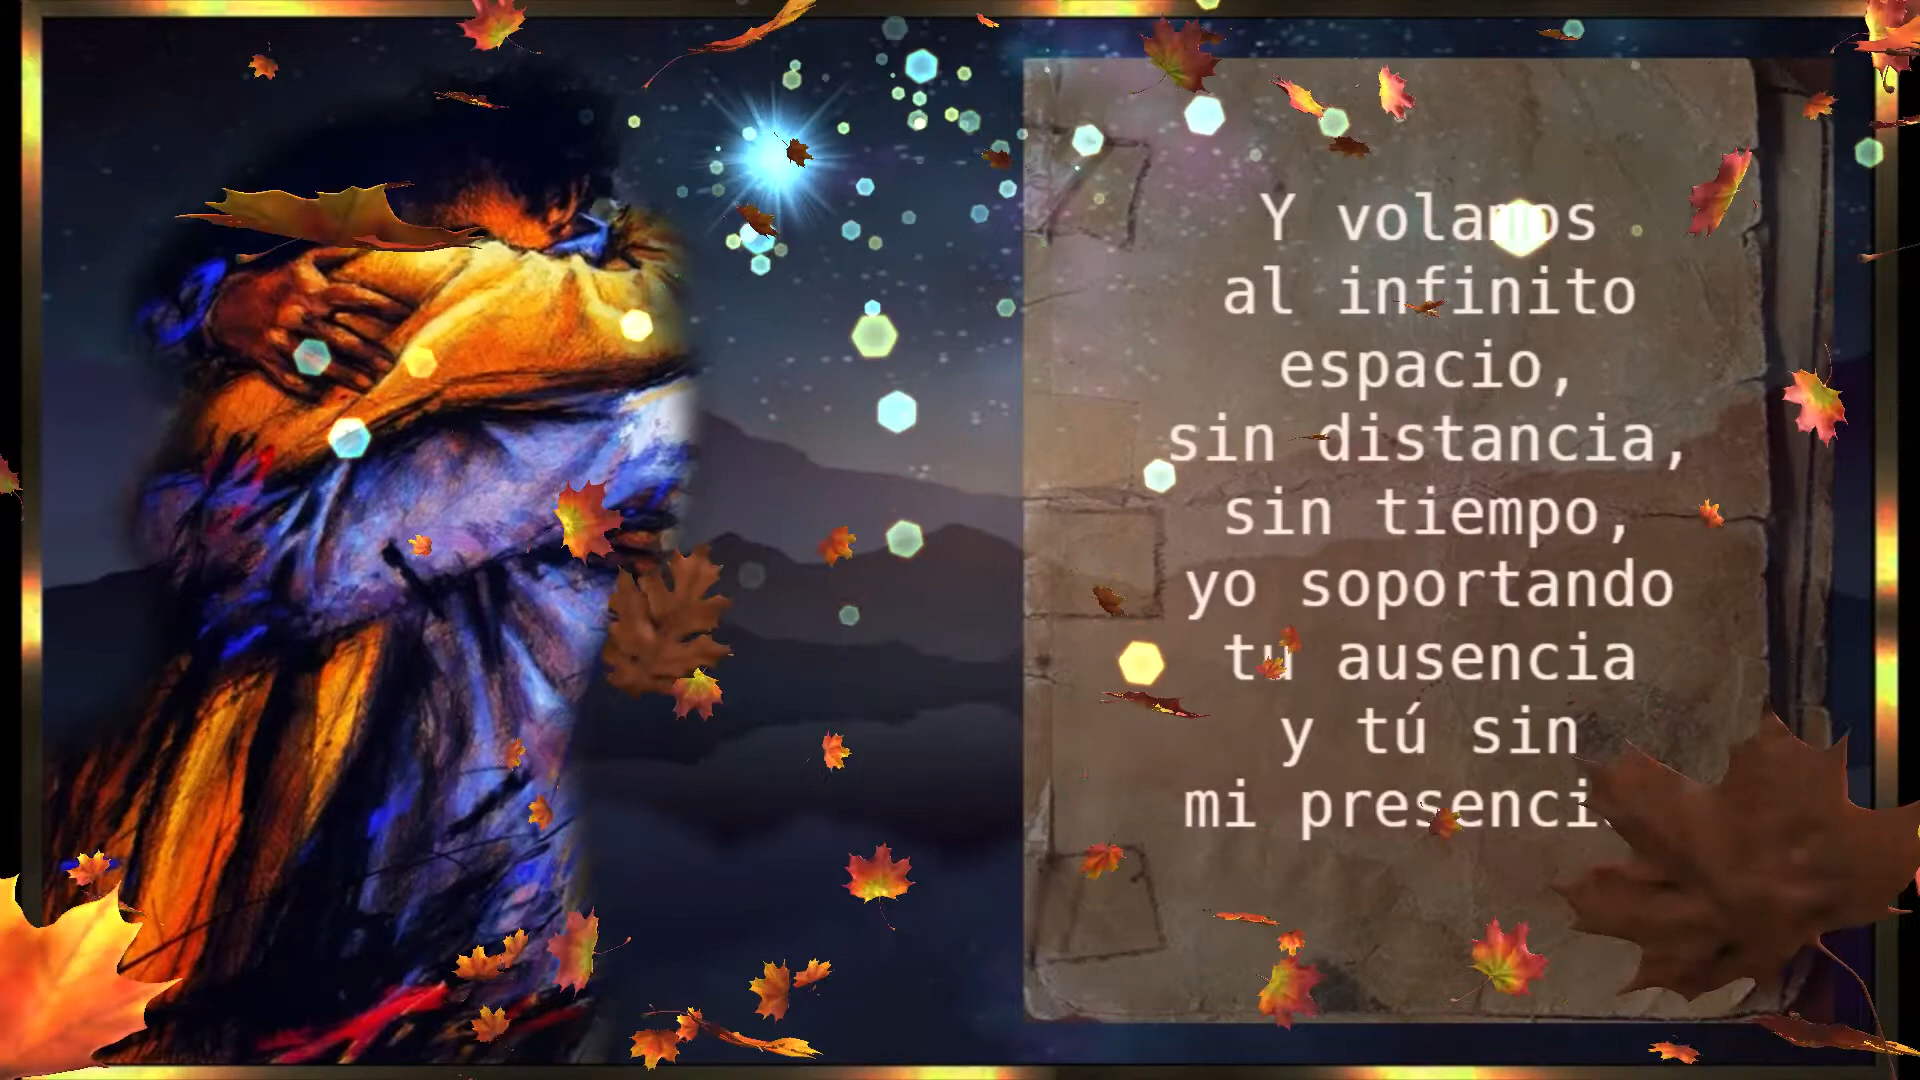 Y volamos
al infinito
espacio,
sin distancia,
sin tiempo,
yo soportando
tu ausencia
y tú sin
mi presencia